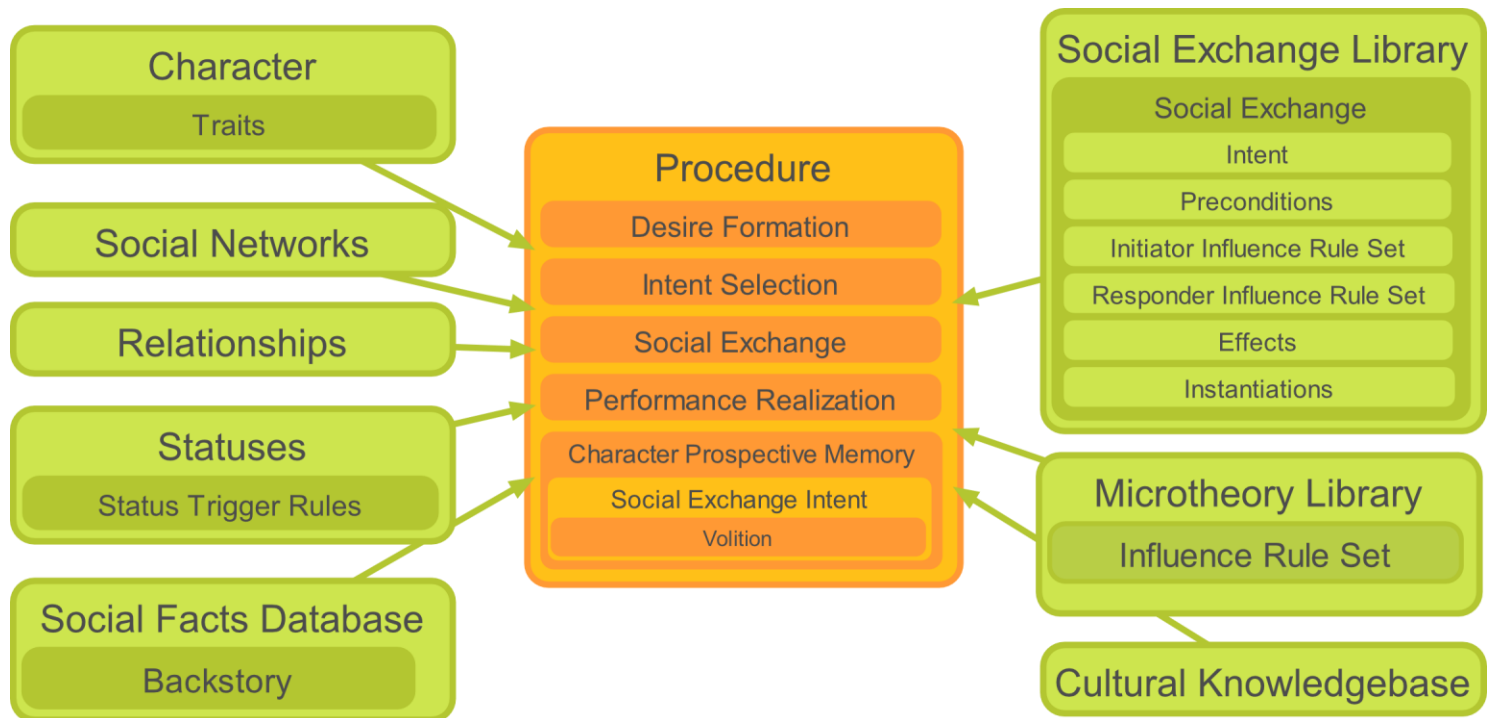 Character
Traits
Social Networks
Relationships
Statuses
Status Trigger Rules
Social Facts Database
Backstory
Procedure
Desire Formation
Intent Selection
Social Exchange
Performance Realization
Character Prospective Memory
Social Exchange Intent
Volition
Social Exchange Library
Social Exchange
Intent
Preconditions
Initiator Influence Rule Set
Responder Influence Rule Set
Effects
Instantiations
Microtheory Library
Influence Rule Set
Cultural Knowledgebase